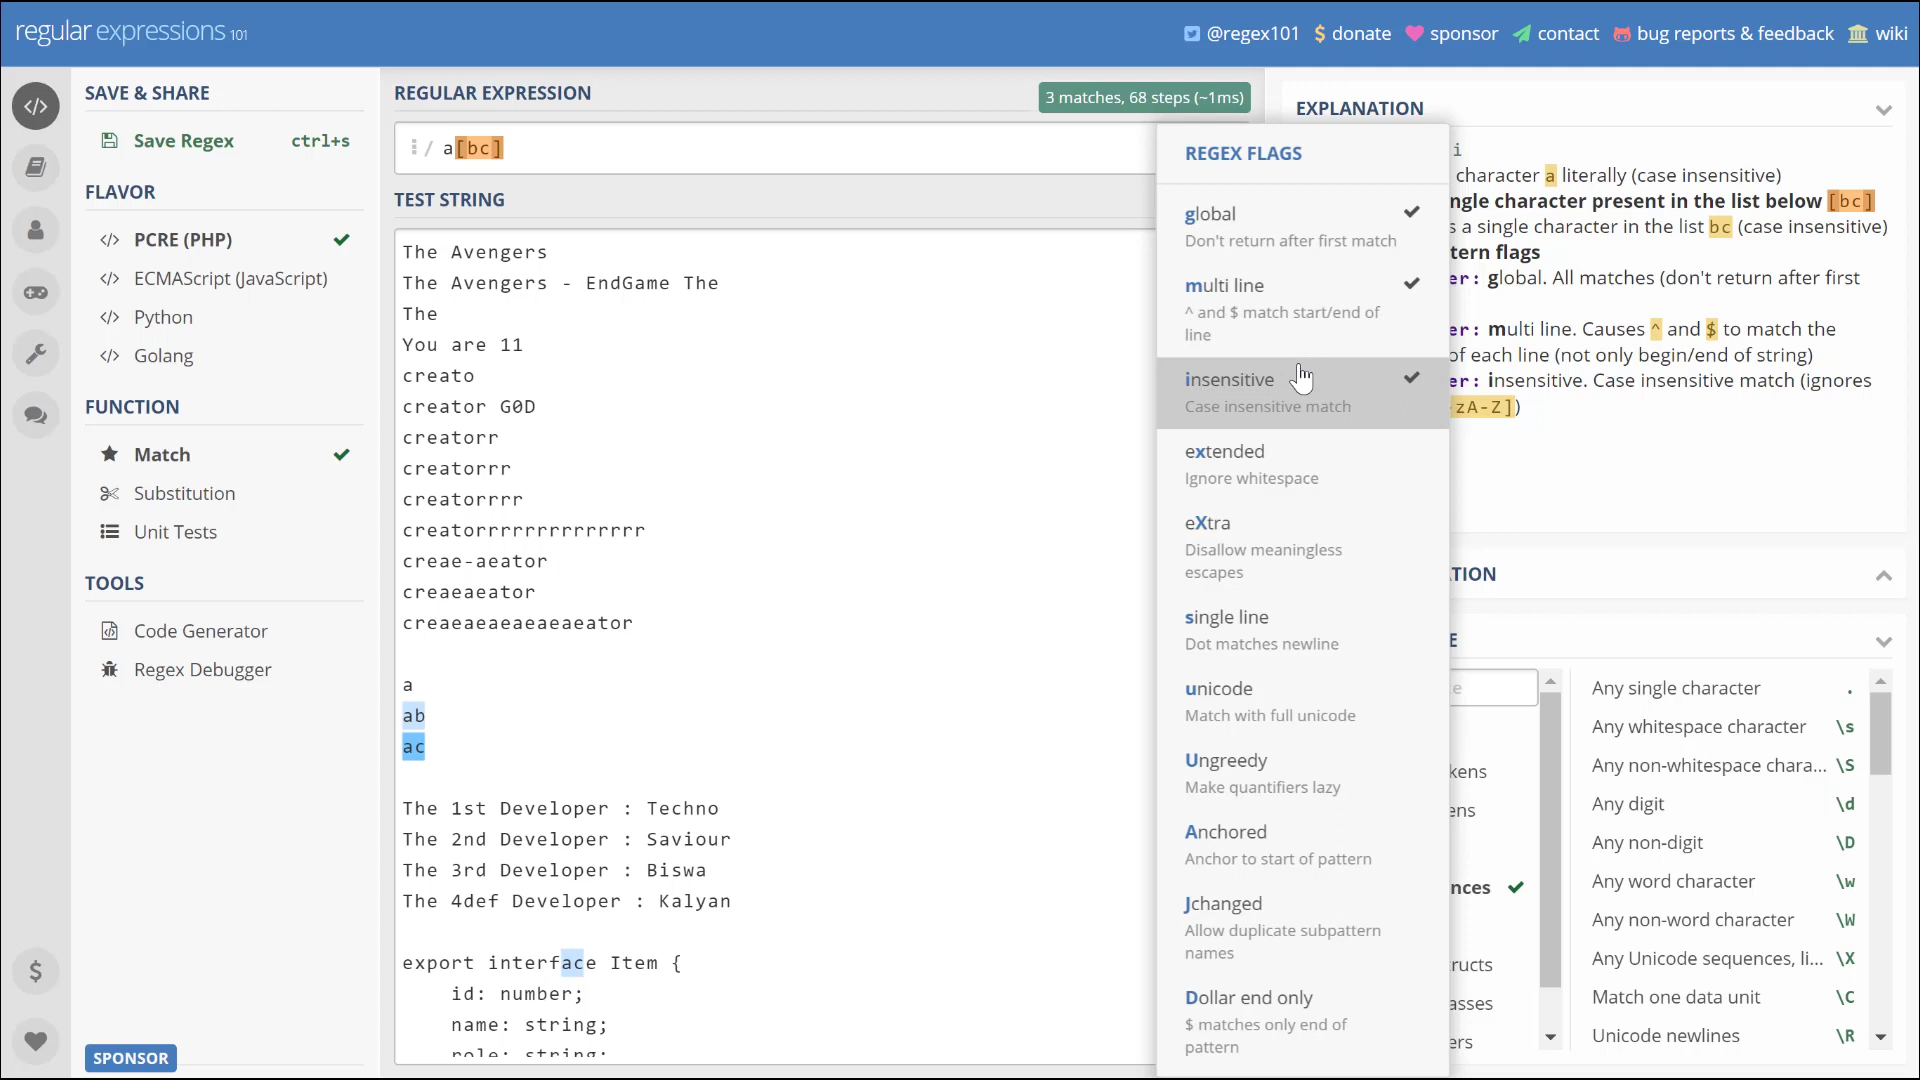 regular expressions 101
@regex101
donate
sponsor
contact
bug reports & feedback
wiki
SAVE & SHARE
Save Regex ctrl+s
FLAVOR
PCRE (PHP)
ECMAScript (JavaScript)
Python
Golang
FUNCTION
Match
Substitution
Unit Tests
TOOLS
Code Generator
Regex Debugger
SPONSOR
REGULAR EXPRESSION
3 matches, 68 steps (~1ms)
/ a[bc]
TEST STRING
The Avengers
The Avengers - EndGame The
The
You are 11
creato
creator G0D
creatorr
creatorrr
creatorrrr
creatorrrrrrrrrrrrrr
creae-aeator
creaeaeator
creaeaeaeaeaeaeator
a
ab
ac
The 1st Developer : Techno
The 2nd Developer : Saviour
The 3rd Developer : Biswa
The 4def Developer : Kalyan
export interface Item {
id: number;
name: string;
role: string;
REGEX FLAGS
global
Don't return after first match
multi line
^ and $ match start/end of
line
insensitive
Case insensitive match
extended
Ignore whitespace
eXtra
Disallow meaningless
escapes
single line
Dot matches newline
unicode
Match with full unicode
Ungreedy
Make quantifiers lazy
Anchored
Anchor to start of pattern
Jchanged
Allow duplicate subpattern
names
Dollar end only
$ matches only end of
pattern
EXPLANATION
i
character a literally (case insensitive)
ngle character present in the list below [bc]
s a single character in the list bc (case insensitive)
tern flags
er: global. All matches (don't return after first
er: multi line. Causes ^ and $ to match the
of each line (not only begin/end of string)
er: insensitive. Case insensitive match (ignores
zA-Z])
TION
E
e
kens
ens
nces
ructs
asses
ers
Any single character .
Any whitespace character \s
Any non-whitespace chara... \S
Any digit \d
Any non-digit \D
Any word character \w
Any non-word character \W
Any Unicode sequences, li... \X
Match one data unit \C
Unicode newlines \R